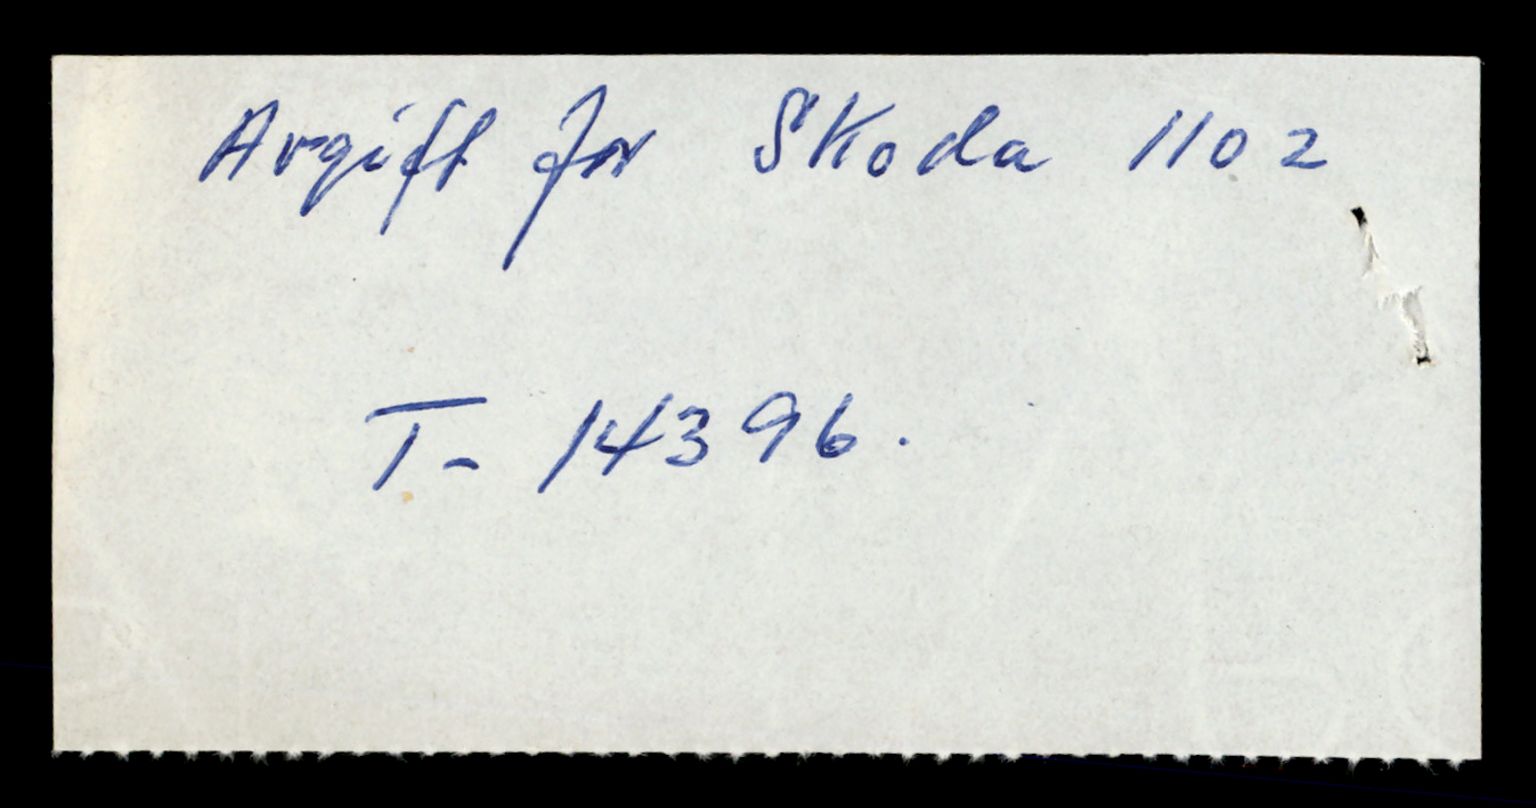 Avgift for Skoda 1102
T- 14396.